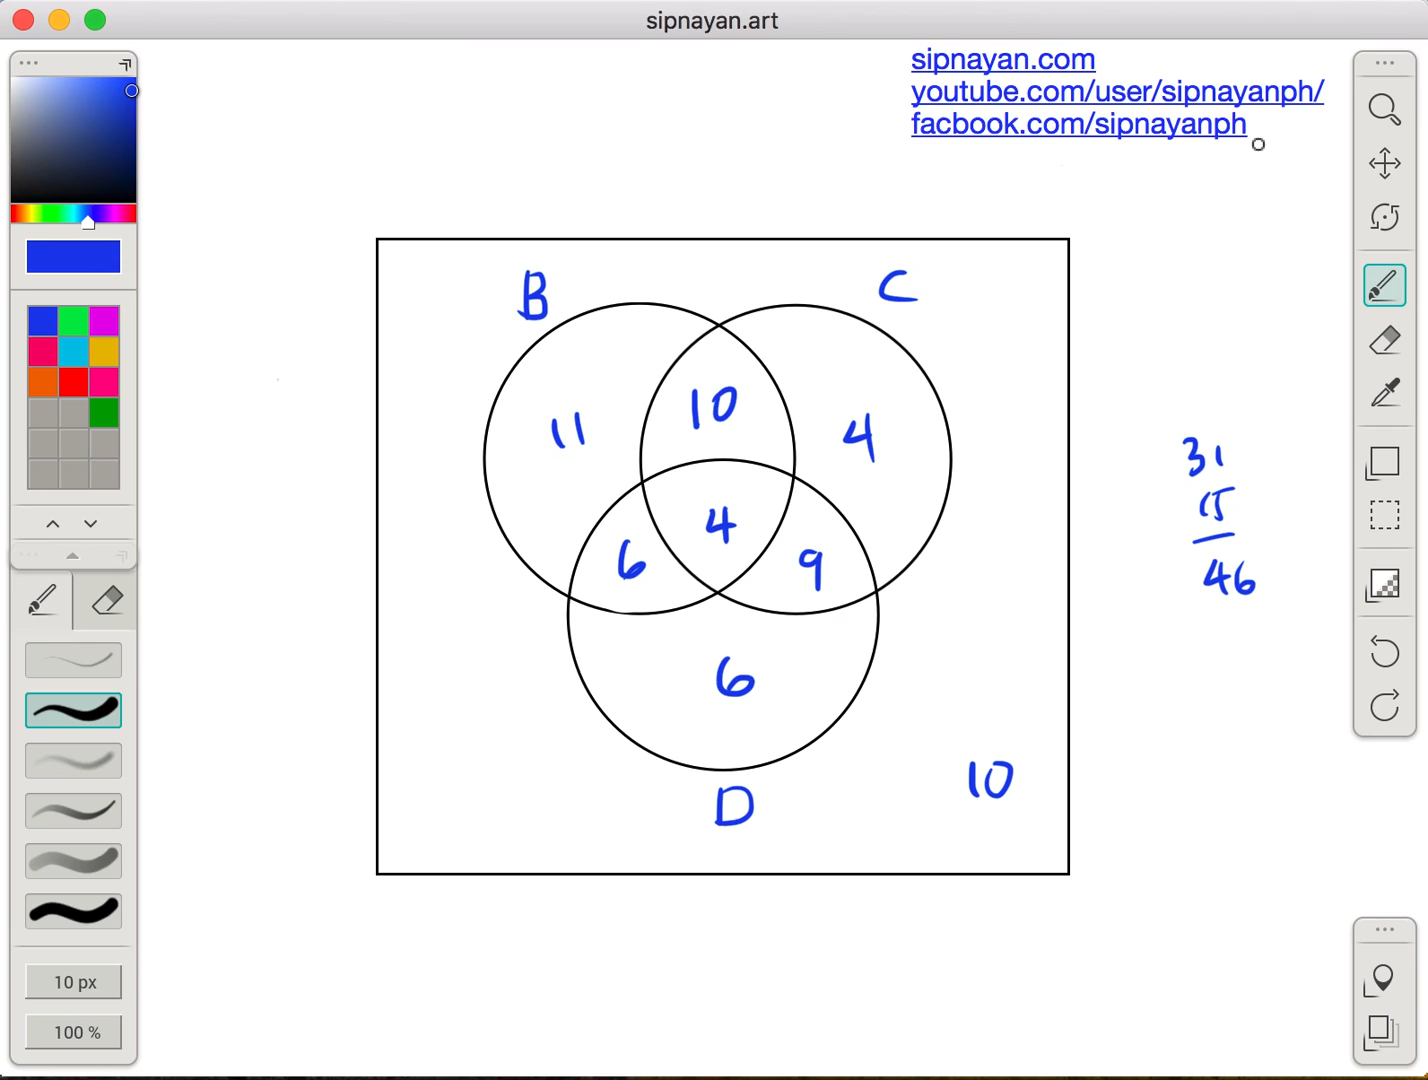 sipnayan.art
sipnayan.com
youtube.com/user/sipnayanph/
facbook.com/sipnayanph
B
C
10
11
4
31
15
46
4
6
9
6
10
D
10 px
100 %